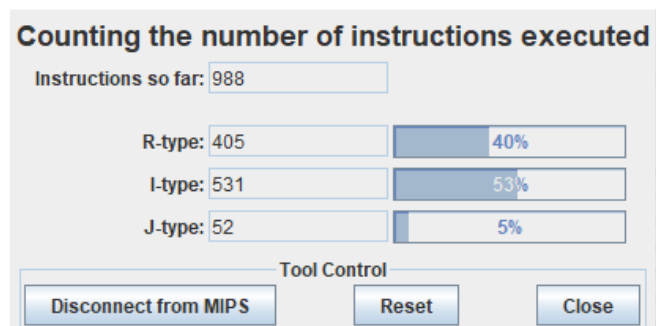 Counting the number of instructions executed
Instructions so far: 988
R-type: 405 40%
I-type: 531 53%
J-type: 52 5%
Tool Control
Disconnect from MIPS Reset Close